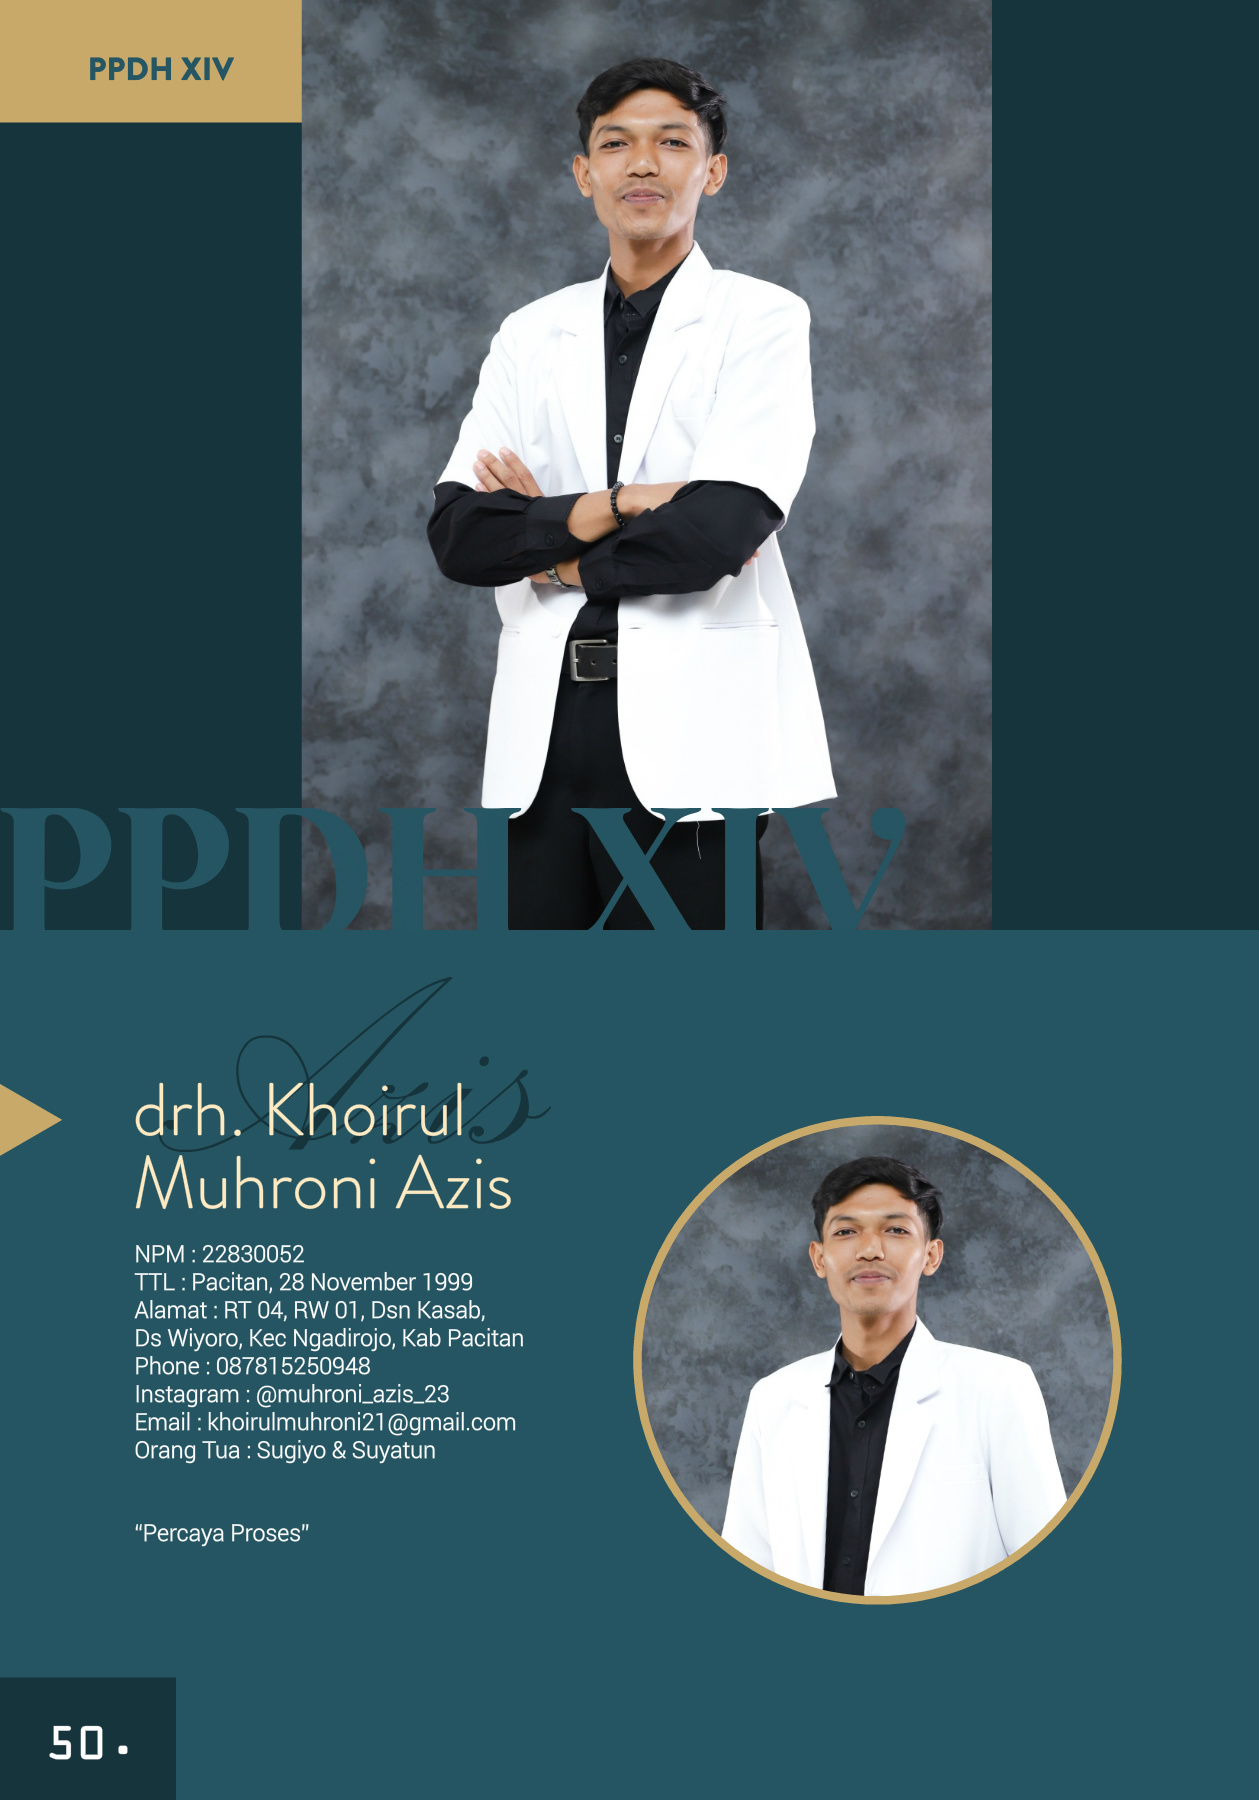 PPDH XIV
PPDH XIV
Azis
drh. Khoirul
Muhroni Azis
NPM : 22830052
TTL : Pacitan, 28 November 1999
Alamat : RT 04, RW 01, Dsn Kasab,
Ds Wiyoro, Kec Ngadirojo, Kab Pacitan
Phone : 087815250948
Instagram : @muhroni_azis_23
Email : khoirulmuhroni21@gmail.com
Orang Tua : Sugiyo & Suyatun
“Percaya Proses”
50.